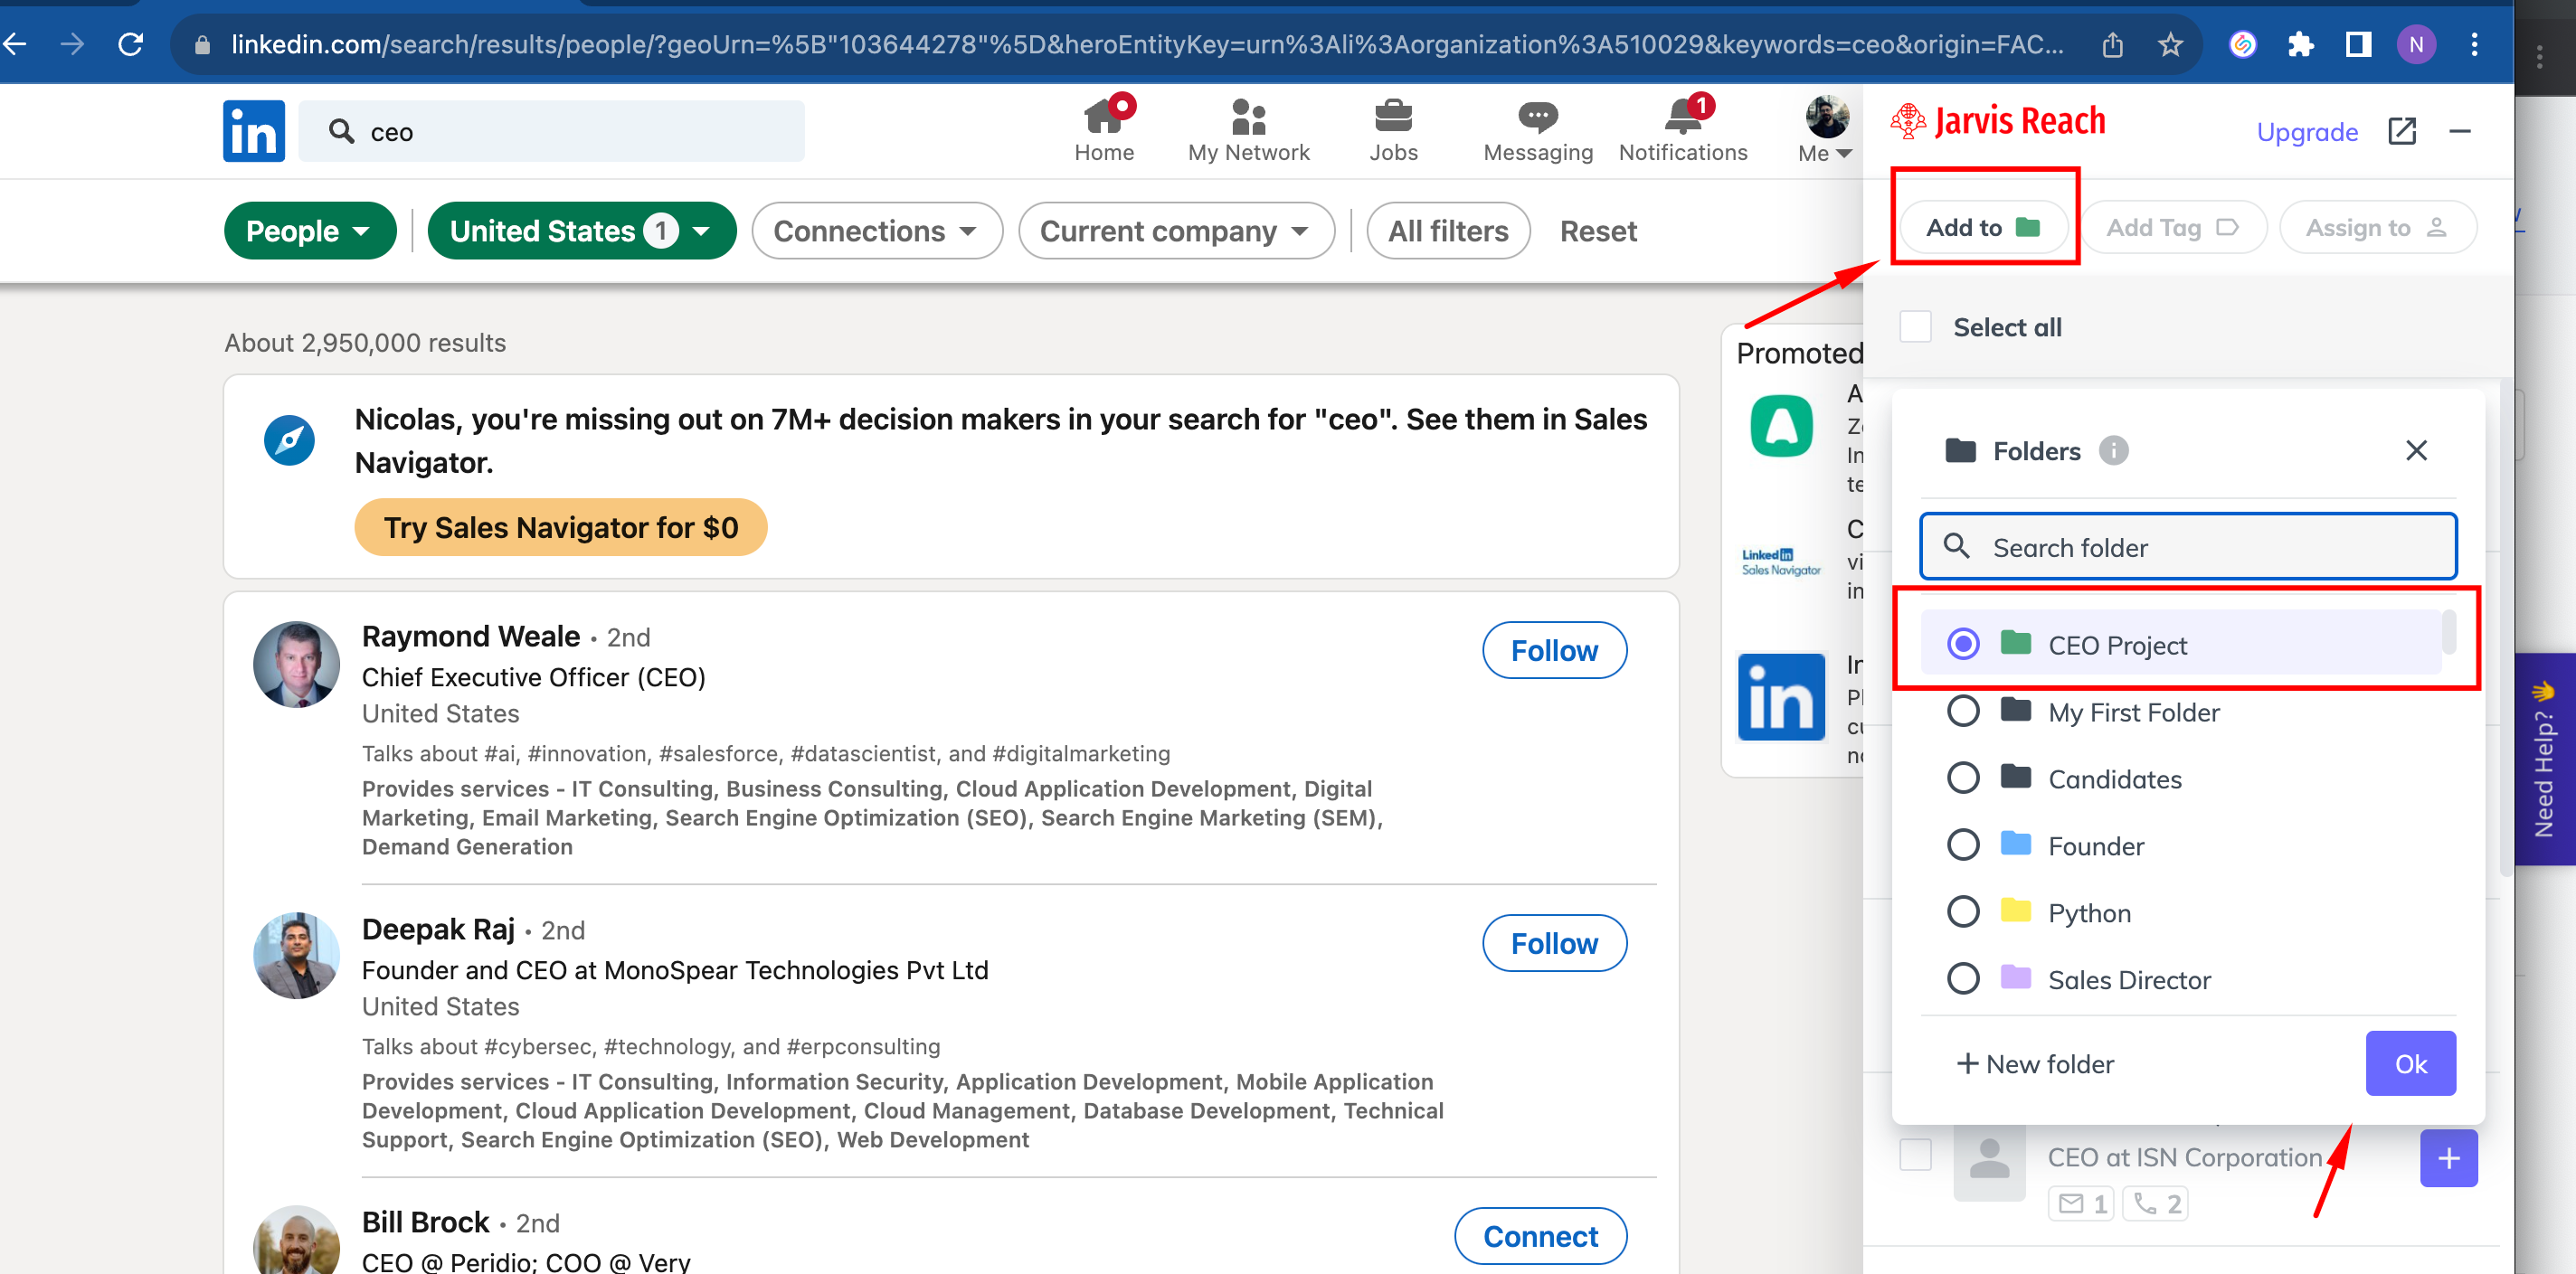 linkedin.com/search/results/people/?geoUrn=%5B"103644278"%5D&heroEntityKey=urn%3Ali%3Aorganization%3A510029&keywords=ceo&origin=FAC...
N
in
ceo
Home
My Network
Jobs
Messaging
1
Notifications
Me
Jarvis Reach
Upgrade
People
United States 1
Connections
Current company
All filters
Reset
Add to
Add Tag
Assign to
Select all
About 2,950,000 results
Nicolas, you're missing out on 7M+ decision makers in your search for "ceo". See them in Sales
Navigator.
Try Sales Navigator for $0
Raymond Weale • 2nd
Chief Executive Officer (CEO)
United States
Talks about #ai, #innovation, #salesforce, #datascientist, and #digitalmarketing
Provides services - IT Consulting, Business Consulting, Cloud Application Development, Digital
Marketing, Email Marketing, Search Engine Optimization (SEO), Search Engine Marketing (SEM),
Demand Generation
Follow
Deepak Raj • 2nd
Founder and CEO at MonoSpear Technologies Pvt Ltd
United States
Talks about #cybersec, #technology, and #erpconsulting
Provides services - IT Consulting, Information Security, Application Development, Mobile Application
Development, Cloud Application Development, Cloud Management, Database Development, Technical
Support, Search Engine Optimization (SEO), Web Development
Follow
Bill Brock • 2nd
CEO @ Peridio; COO @ Very
Connect
Promoted
Linked in
Sales Navigator
in
Folders
Search folder
CEO Project
My First Folder
Candidates
Founder
Python
Sales Director
+ New folder
Ok
CEO at ISN Corporation
1
2
+
Need Help? 👋